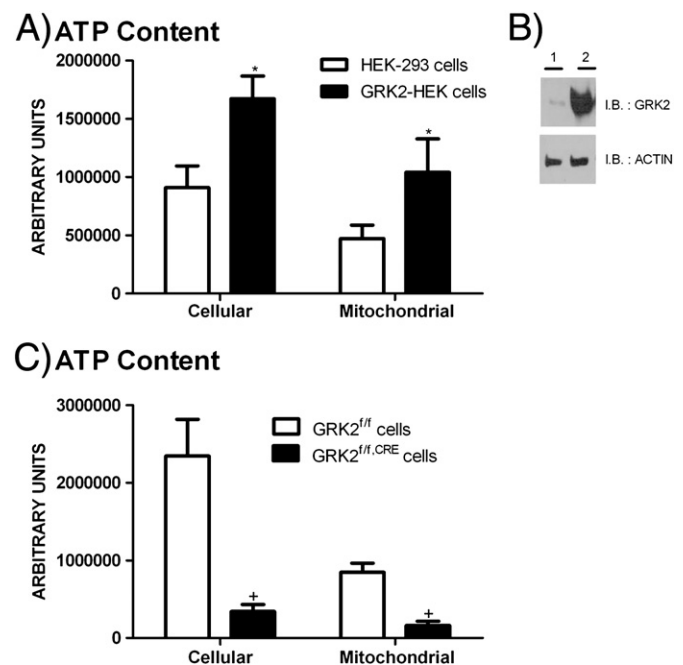 A) ATP Content
2000000
1500000
1000000
500000
0
ARBITRARY UNITS
* *
HEK-293 cells
GRK2-HEK cells
Cellular Mitochondrial
B)
1 2
I.B. : GRK2
I.B. : ACTIN
C) ATP Content
3000000
2000000
1000000
0
ARBITRARY UNITS
GRK2f/f cells
GRK2f/f,CRE cells
+ +
Cellular Mitochondrial